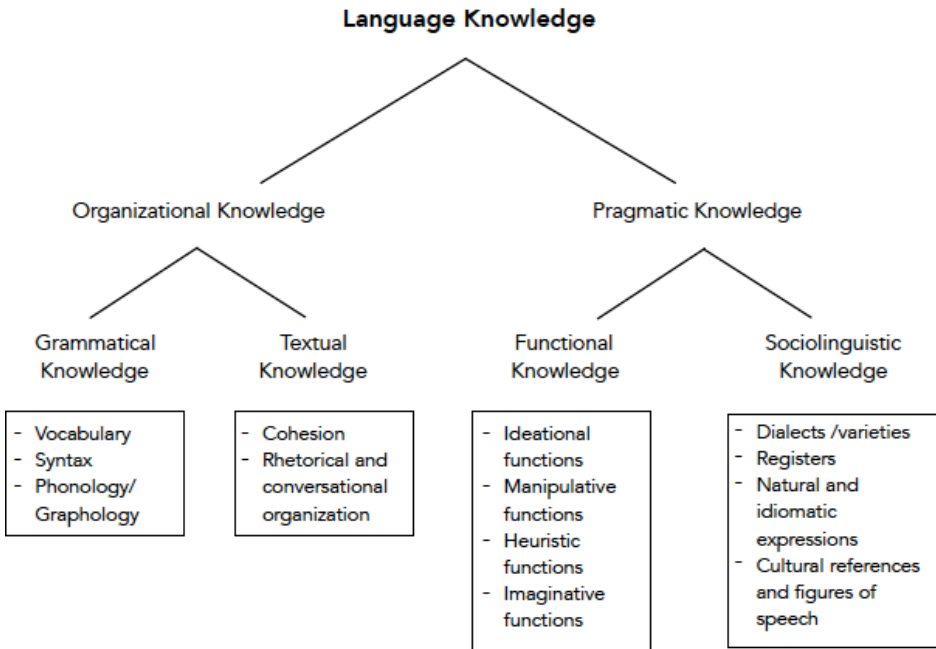 Language Knowledge
Organizational Knowledge
Pragmatic Knowledge
Grammatical
Knowledge
Textual
Knowledge
Functional
Knowledge
Sociolinguistic
Knowledge
- Vocabulary
- Syntax
- Phonology/
Graphology
- Cohesion
- Rhetorical and
conversational
organization
- Ideational
functions
- Manipulative
functions
- Heuristic
functions
- Imaginative
functions
- Dialects /varieties
- Registers
- Natural and
idiomatic
expressions
- Cultural references
and figures of
speech